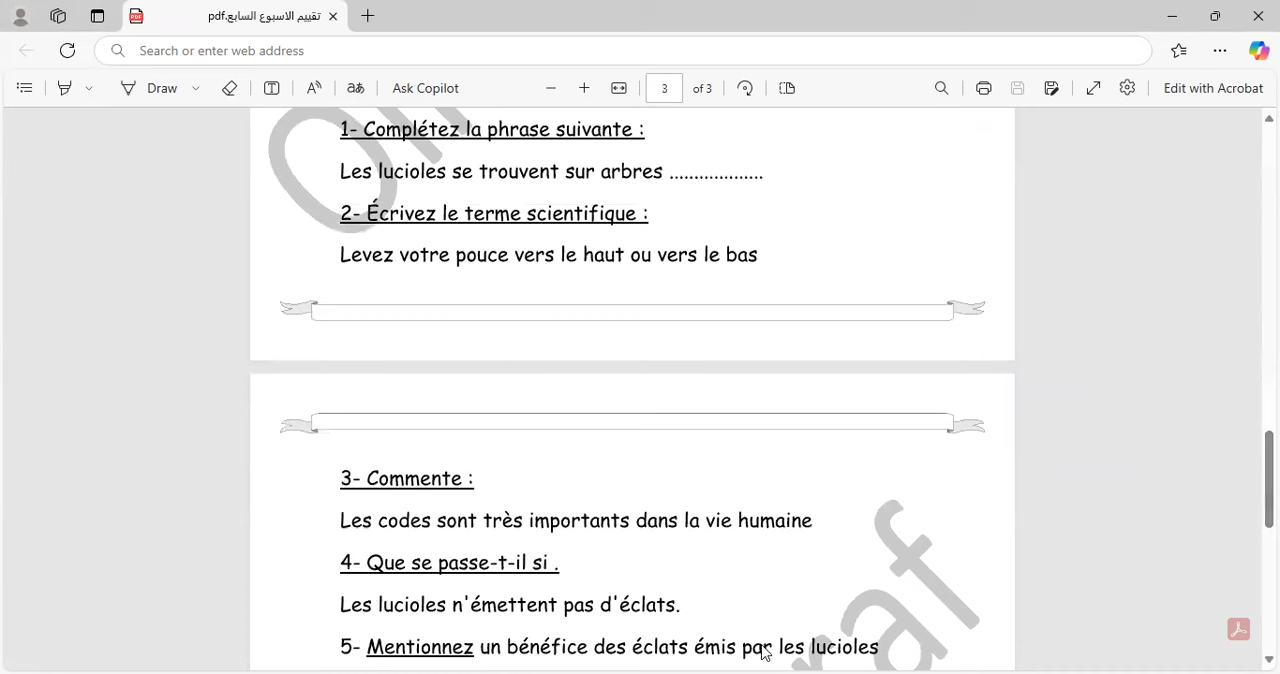 تقييم الاسبوع السابع.pdf
Search or enter web address
Draw
Ask Copilot
3 of 3
Edit with Acrobat
1- Complétez la phrase suivante :
Les lucioles se trouvent sur arbres ...................
2- Écrivez le terme scientifique :
Levez votre pouce vers le haut ou vers le bas
3- Commente :
Les codes sont très importants dans la vie humaine
4- Que se passe-t-il si .
Les lucioles n'émettent pas d'éclats.
5- Mentionnez un bénéfice des éclats émis par les lucioles